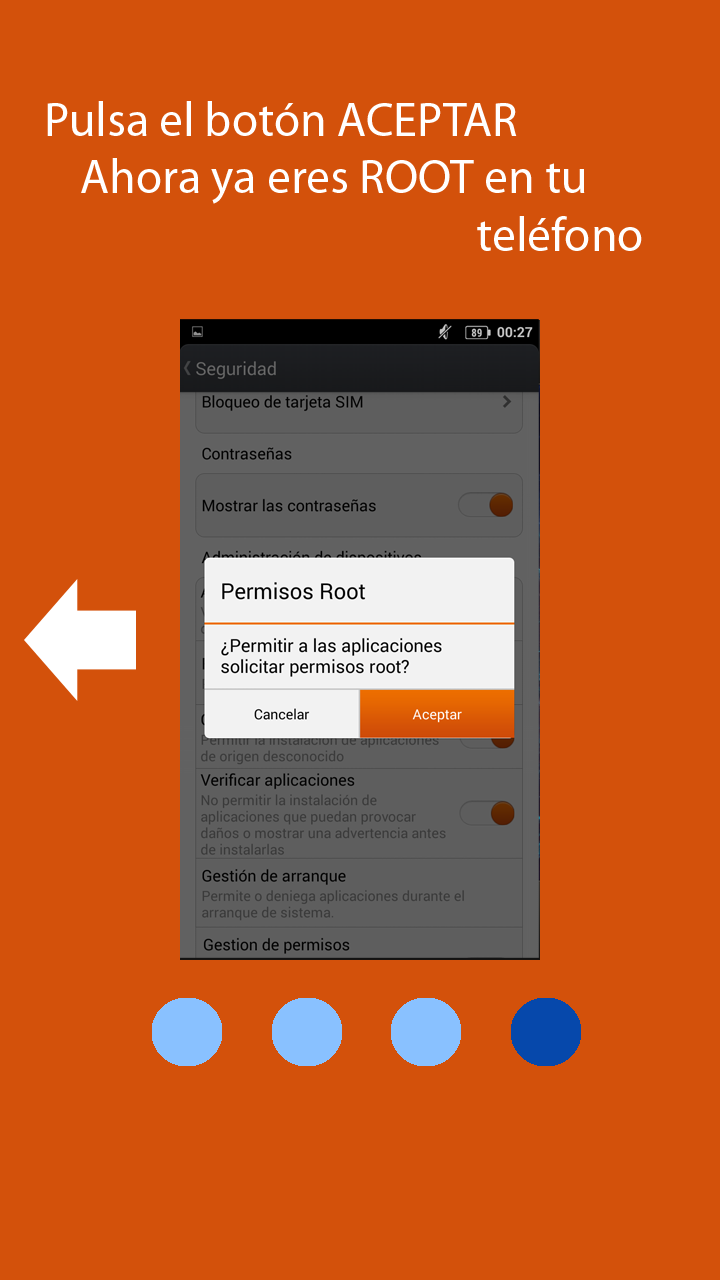 Pulsa el botón ACEPTAR
Ahora ya eres ROOT en tu
teléfono
89 00:27
Seguridad
Bloqueo de tarjeta SIM
Contraseñas
Mostrar las contraseñas
Administración de dispositivos
Permisos Root
¿Permitir a las aplicaciones
solicitar permisos root?
Cancelar Aceptar
Permitir la instalación de aplicaciones
de origen desconocido
Verificar aplicaciones
No permitir la instalación de
aplicaciones que puedan provocar
daños o mostrar una advertencia antes
de instalarlas
Gestión de arranque
Permite o deniega aplicaciones durante el
arranque de sistema.
Gestion de permisos